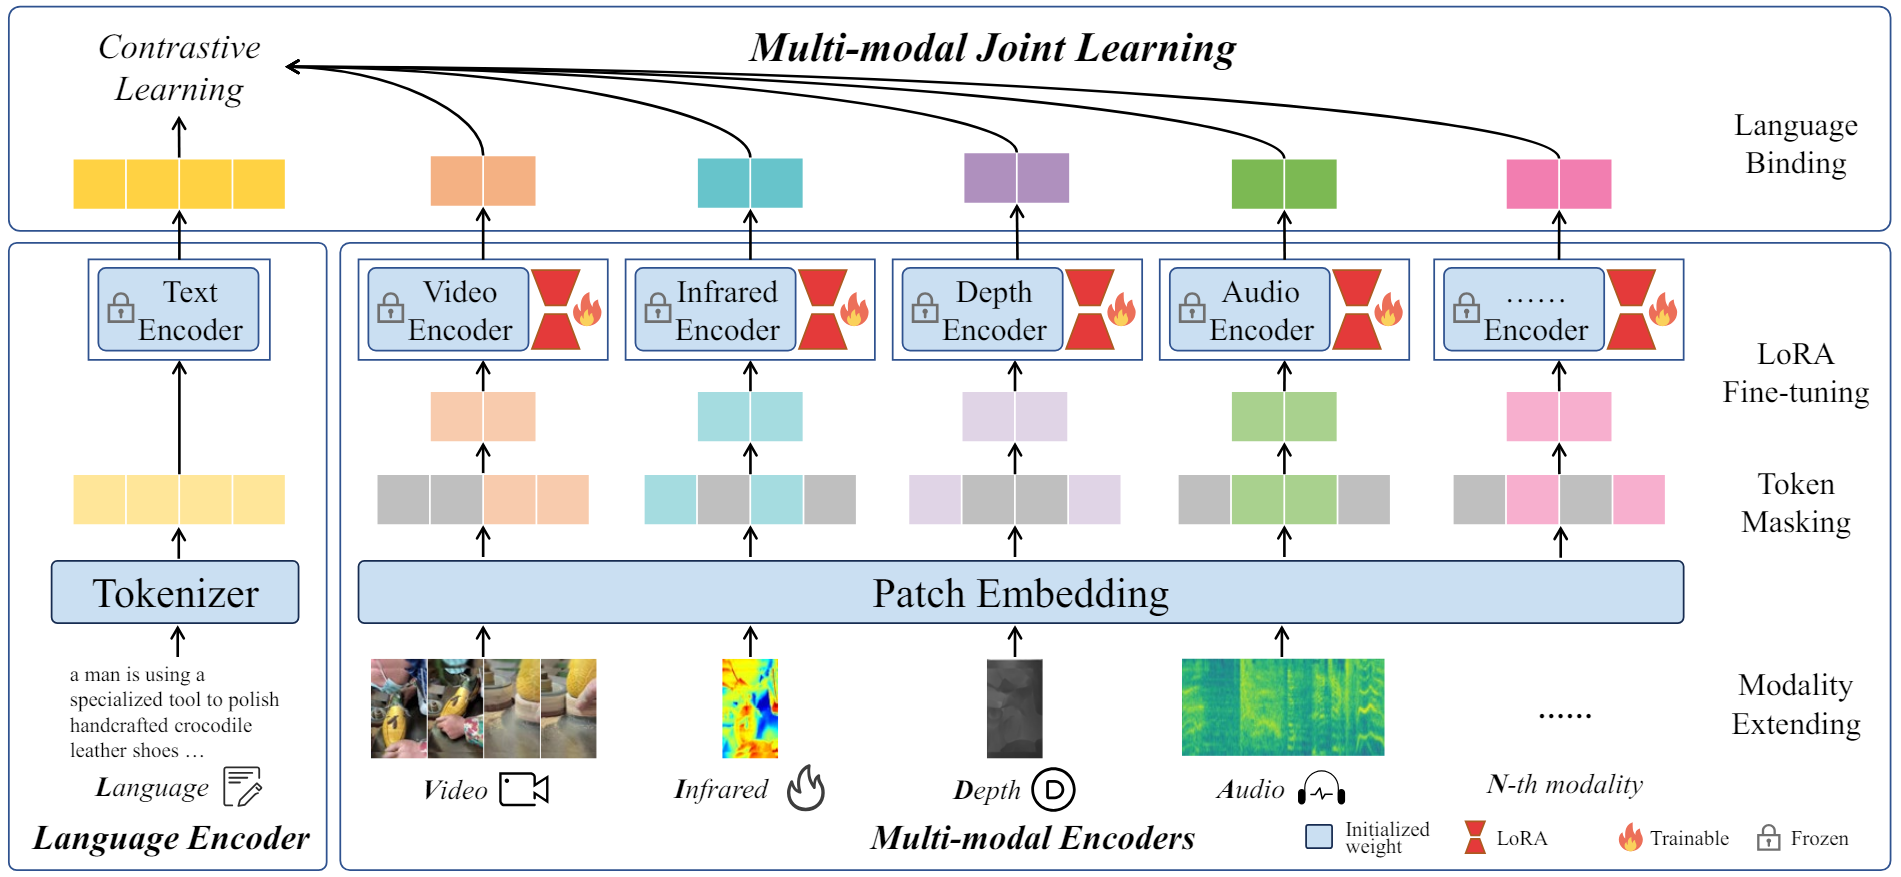 Multi-modal Joint Learning
Contrastive
Learning
Language
Binding
Text
Encoder
Video
Encoder
Infrared
Encoder
Depth
Encoder
Audio
Encoder
......
Encoder
LoRA
Fine-tuning
Token
Masking
Tokenizer
Patch Embedding
a man is using a
specialized tool to polish
handcrafted crocodile
leather shoes ...
......
Modality
Extending
Language
Video
Infrared
Depth
D
Audio
N-th modality
Language Encoder
Multi-modal Encoders
Initialized
weight
LoRA
Trainable
Frozen